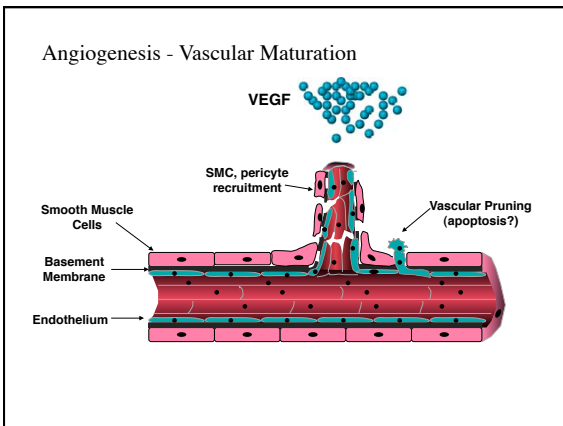 Angiogenesis - Vascular Maturation
VEGF
SMC, pericyte
recruitment
Vascular Pruning
(apoptosis?)
Smooth Muscle
Cells
Basement
Membrane
Endothelium